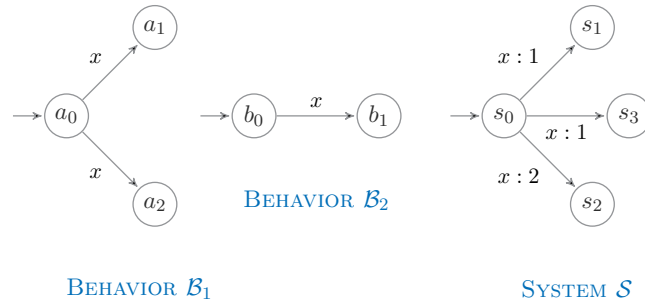 a₁
x
a₀
x
a₂
BEHAVIOR 𝓑₁
b₀
x
b₁
BEHAVIOR 𝓑₂
s₁
x : 1
s₀
s₃
x : 1
x : 2
s₂
SYSTEM 𝓢